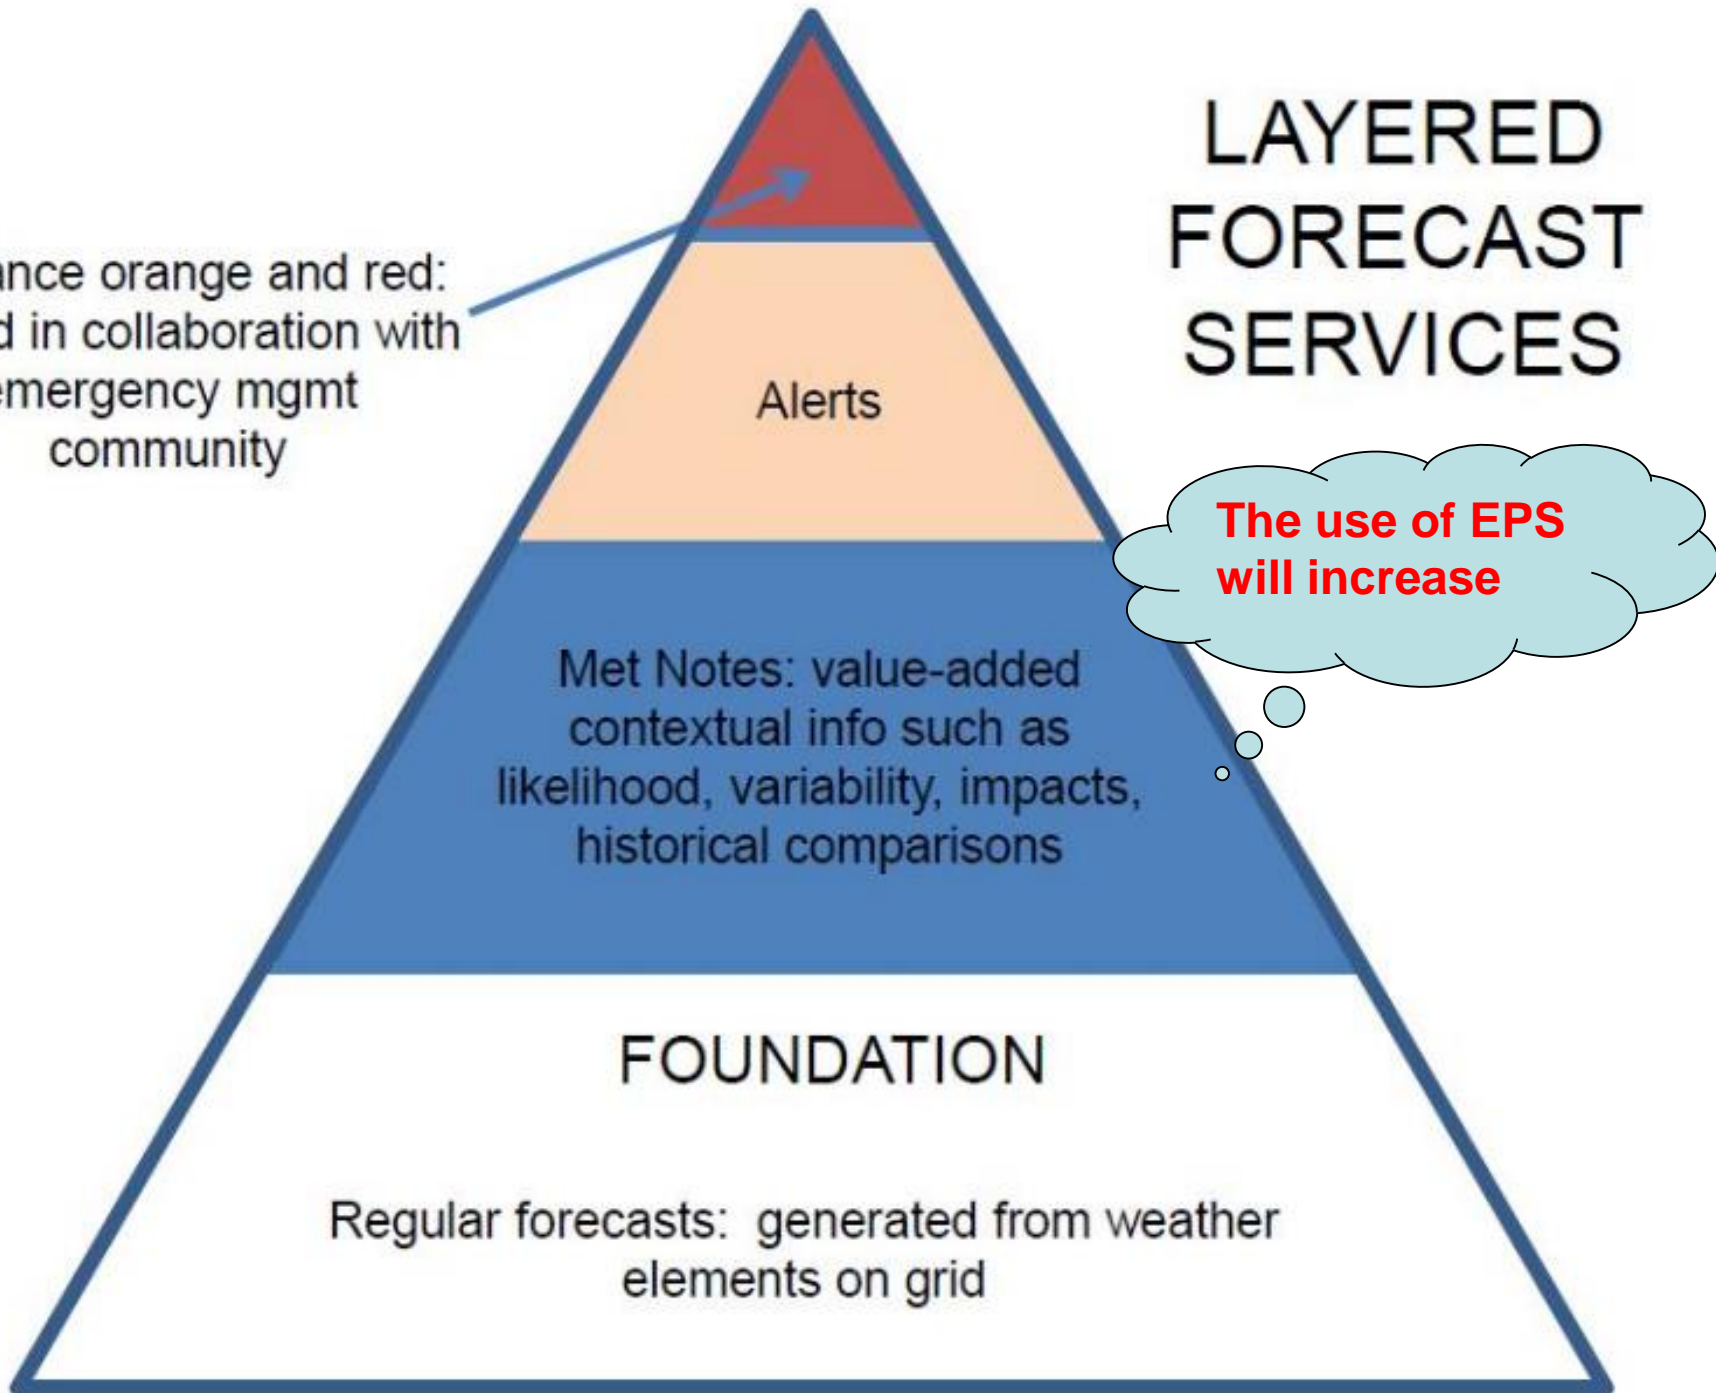 LAYERED
FORECAST
SERVICES
orange and red:
in collaboration with
mgmt
community
Alerts
The use of EPS
will increase
Met Notes: value-added
contextual info such as
likelihood, variability, impacts,
historical comparisons
FOUNDATION
Regular forecasts: generated from weather
elements on grid